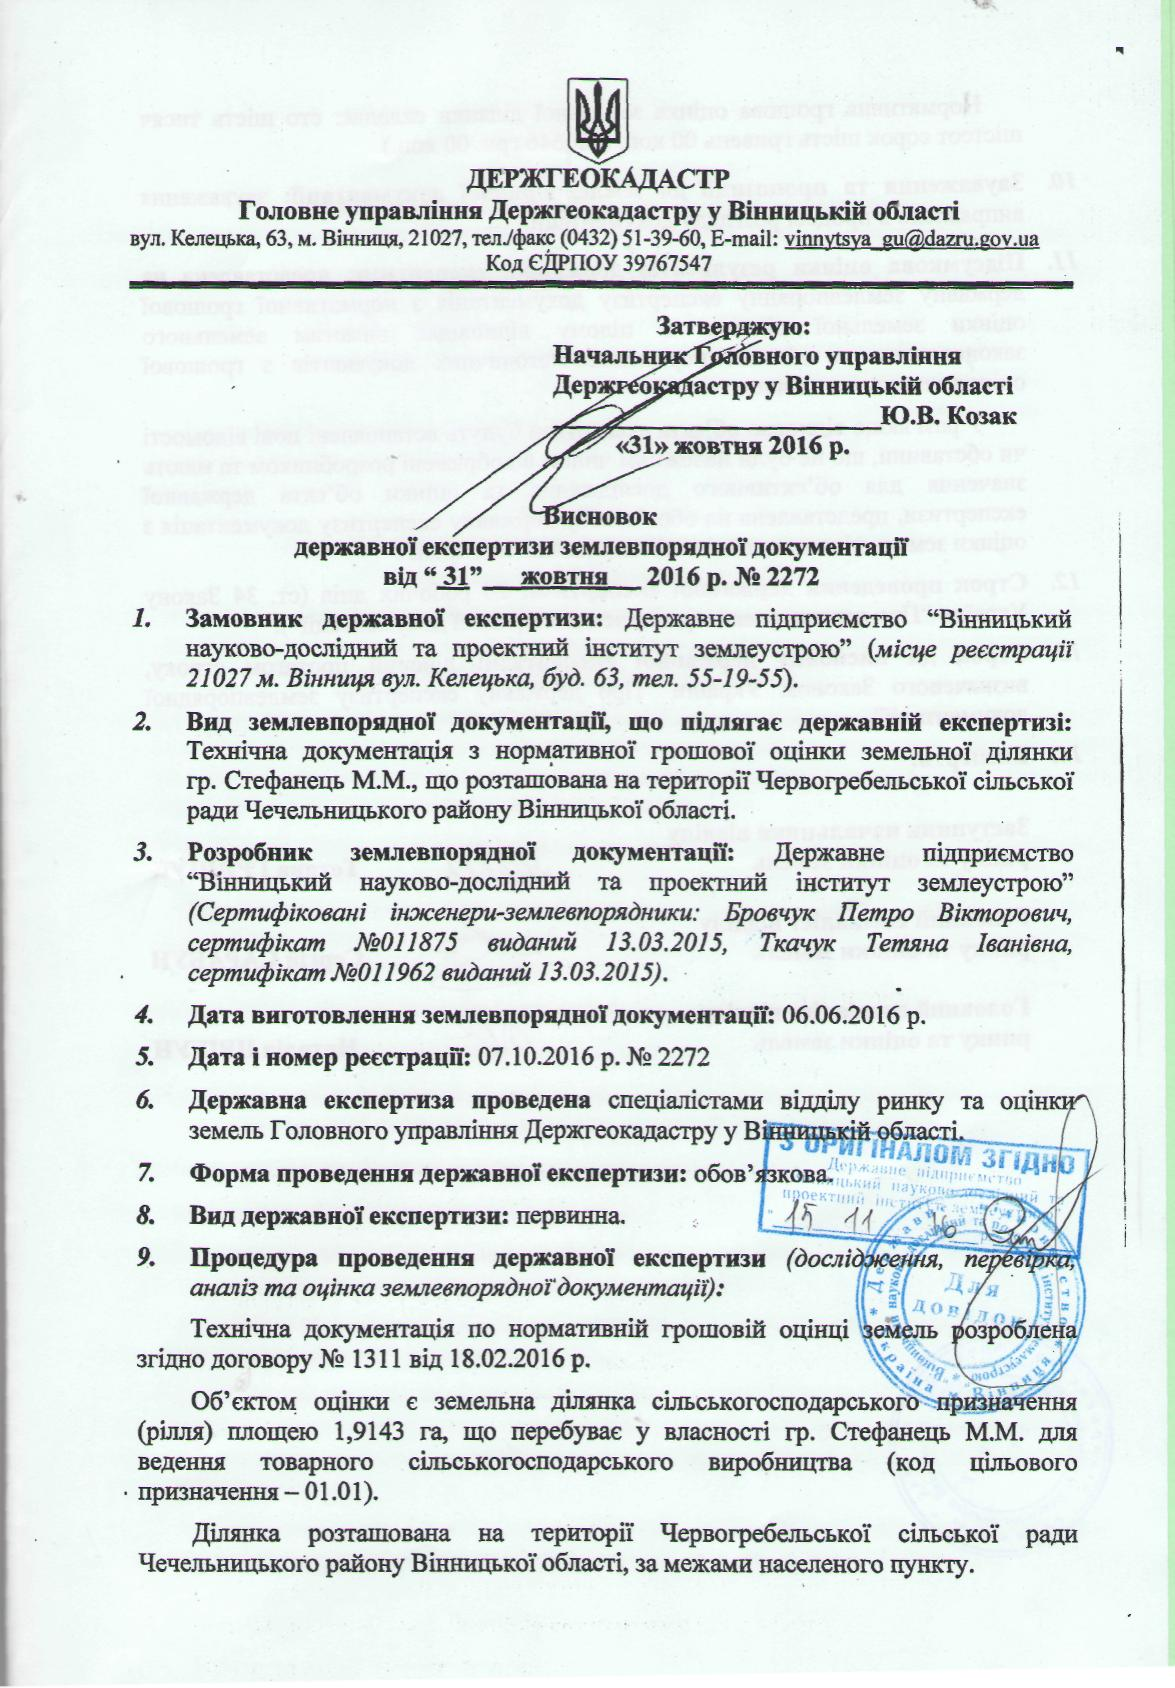 ДЕРЖГЕОКАДАСТР
Головне управління Держгеокадастру у Вінницькій області
вул. Келецька, 63, м. Вінниця, 21027, тел./факс (0432) 51-39-60, E-mail: vinnytsya_gu@dazru.gov.ua
Код ЄДРПОУ 39767547
Затверджую:
Начальник Головного управління
Держгеокадастру у Вінницькій області
Ю.В. Козак
«31» жовтня 2016 р.
Висновок
державної експертизи землевпорядної документації
від “ 31” жовтня 2016 р. № 2272
1. Замовник державної експертизи: Державне підприємство “Вінницький
науково-дослідний та проектний інститут землеустрою” (місце реєстрації
21027 м. Вінниця вул. Келецька, буд. 63, тел. 55-19-55).
2. Вид землевпорядної документації, що підлягає державній експертизі:
Технічна документація з нормативної грошової оцінки земельної ділянки
гр. Стефанець М.М., що розташована на території Червогребельської сільської
ради Чечельницького району Вінницької області.
3. Розробник землевпорядної документації: Державне підприємство
“Вінницький науково-дослідний та проектний інститут землеустрою”
(Сертифіковані інженери-землевпорядники: Бровчук Петро Вікторович,
сертифікат №011875 виданий 13.03.2015, Ткачук Тетяна Іванівна,
сертифікат №011962 виданий 13.03.2015).
4. Дата виготовлення землевпорядної документації: 06.06.2016 р.
5. Дата і номер реєстрації: 07.10.2016 р. № 2272
6. Державна експертиза проведена спеціалістами відділу ринку та оцінки
земель Головного управління Держгеокадастру у Вінницькій області.
З ОРИГІНАЛОМ ЗГІДНО
Державне підприємство
проектний інститут
15 11 16
7. Форма проведення державної експертизи: обов’язкова.
8. Вид державної експертизи: первинна.
9. Процедура проведення державної експертизи (дослідження, перевірка,
аналіз та оцінка землевпорядної документації):
Для
довідок
Технічна документація по нормативній грошовій оцінці земель розроблена
згідно договору № 1311 від 18.02.2016 р.
Об’єктом оцінки є земельна ділянка сільськогосподарського призначення
(рілля) площею 1,9143 га, що перебуває у власності гр. Стефанець М.М. для
ведення товарного сільськогосподарського виробництва (код цільового
призначення – 01.01).
Ділянка розташована на території Червогребельської сільської ради
Чечельницького району Вінницької області, за межами населеного пункту.